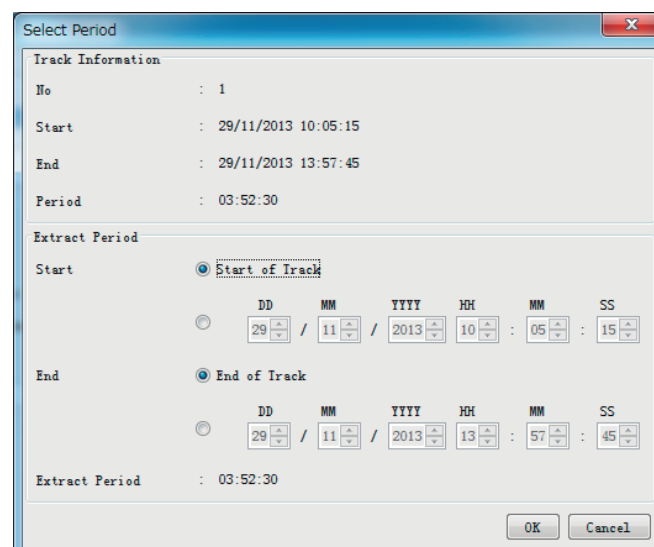 Select Period
Track Information
No : 1
Start : 29/11/2013 10:05:15
End : 29/11/2013 13:57:45
Period : 03:52:30
Extract Period
Start Start of Track
DD MM YYYY HH MM SS
29 / 11 / 2013 10 : 05 : 15
End End of Track
DD MM YYYY HH MM SS
29 / 11 / 2013 13 : 57 : 45
Extract Period : 03:52:30
OK Cancel